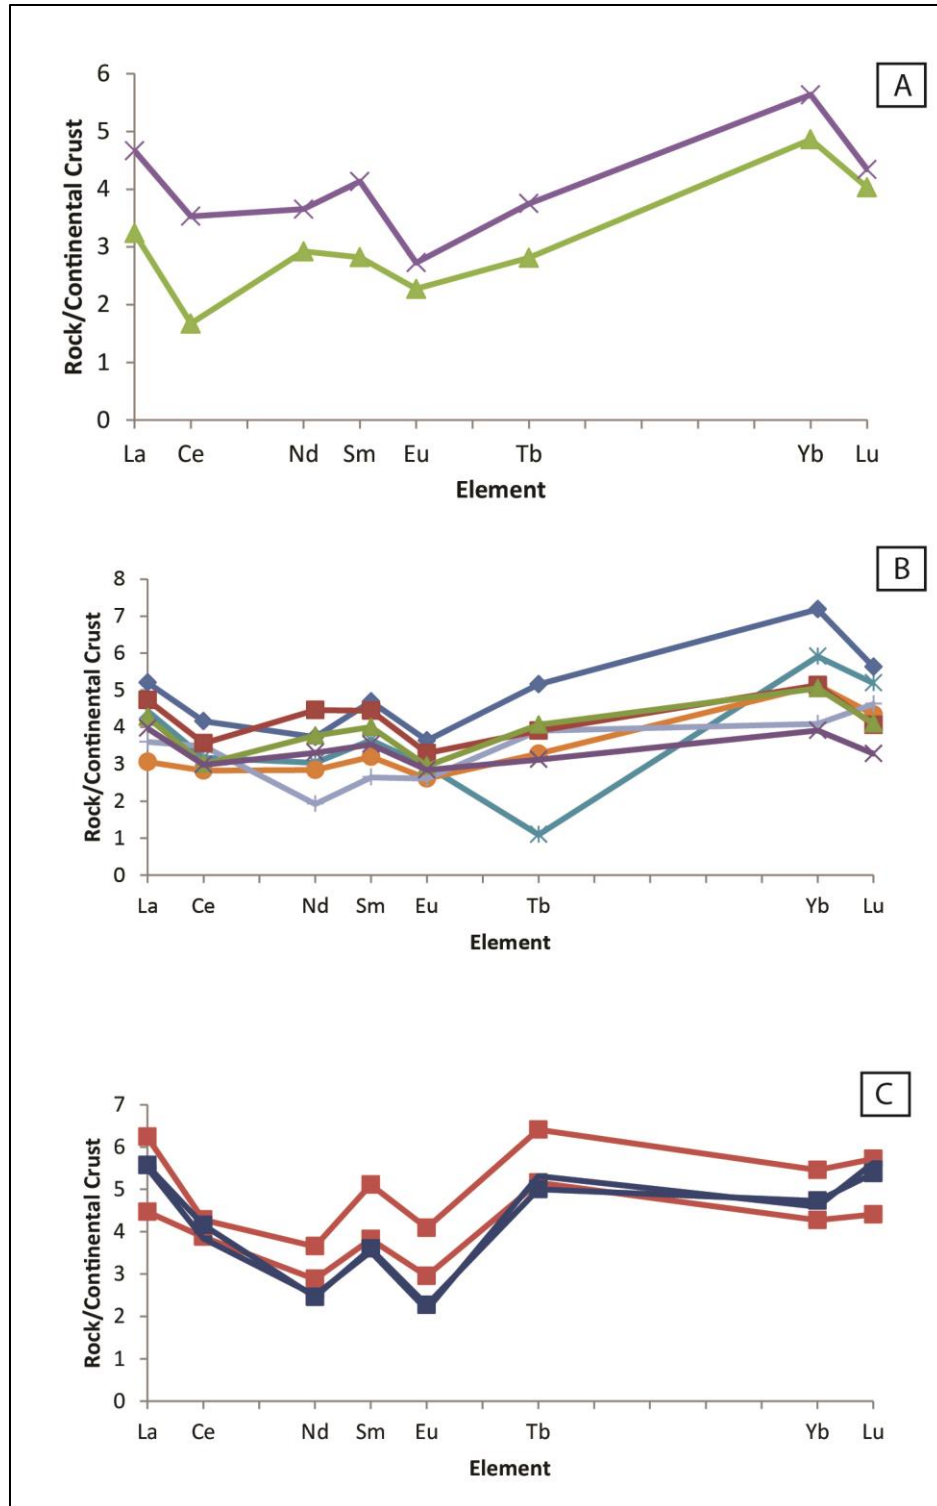 A
Rock/Continental Crust
6
5
4
3
2
1
0
La Ce Nd Sm Eu Tb Yb Lu
Element
B
Rock/Continental Crust
8
7
6
5
4
3
2
1
0
La Ce Nd Sm Eu Tb Yb Lu
Element
C
Rock/Continental Crust
7
6
5
4
3
2
1
0
La Ce Nd Sm Eu Tb Yb Lu
Element